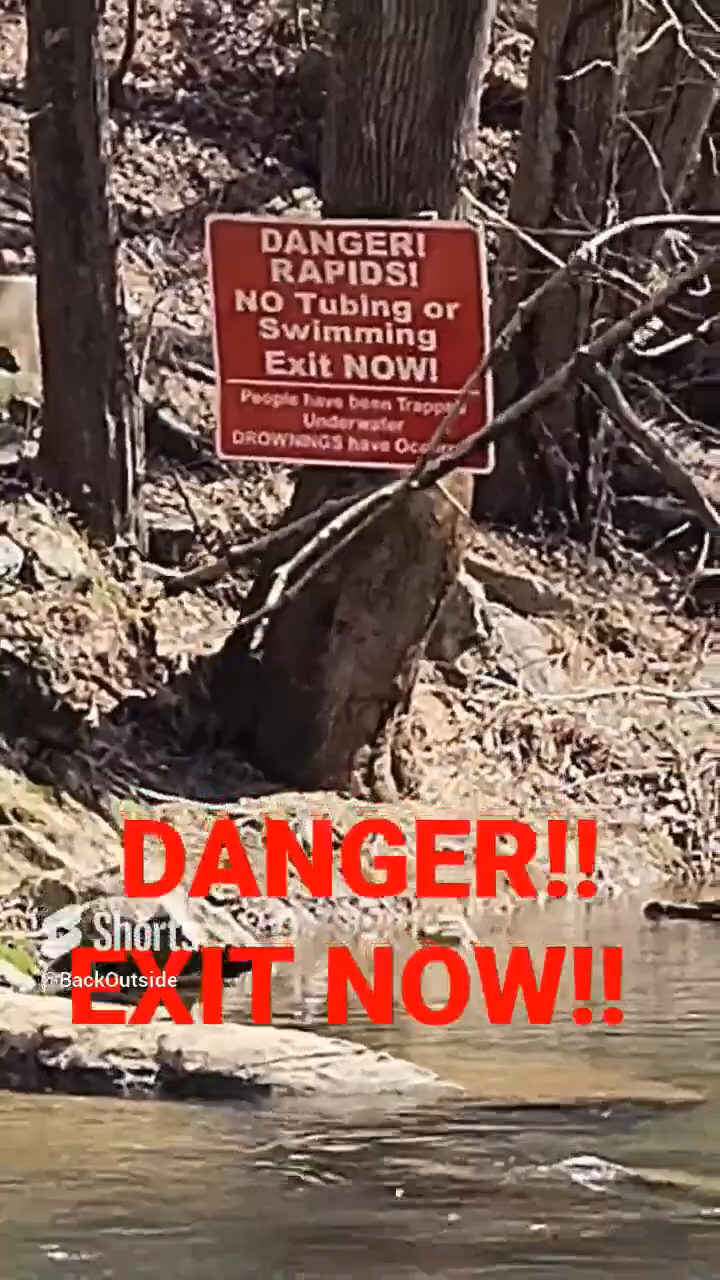 DANGER!
RAPIDS!
NO Tubing or
Swimming
Exit NOW!
People have been Trapped
Underwater
DROWNINGS have
DANGER!!
Shorts
EXIT NOW!!
@BackOutside